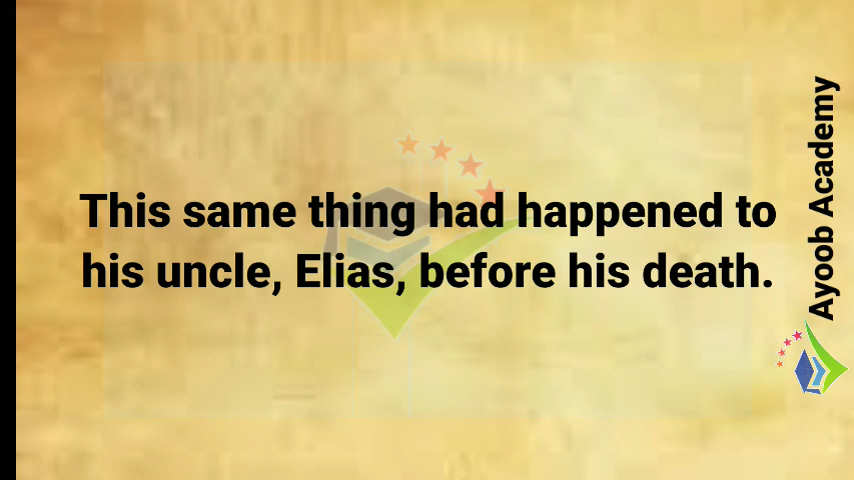 This same thing had happened to
his uncle, Elias, before his death.
Ayoob Academy